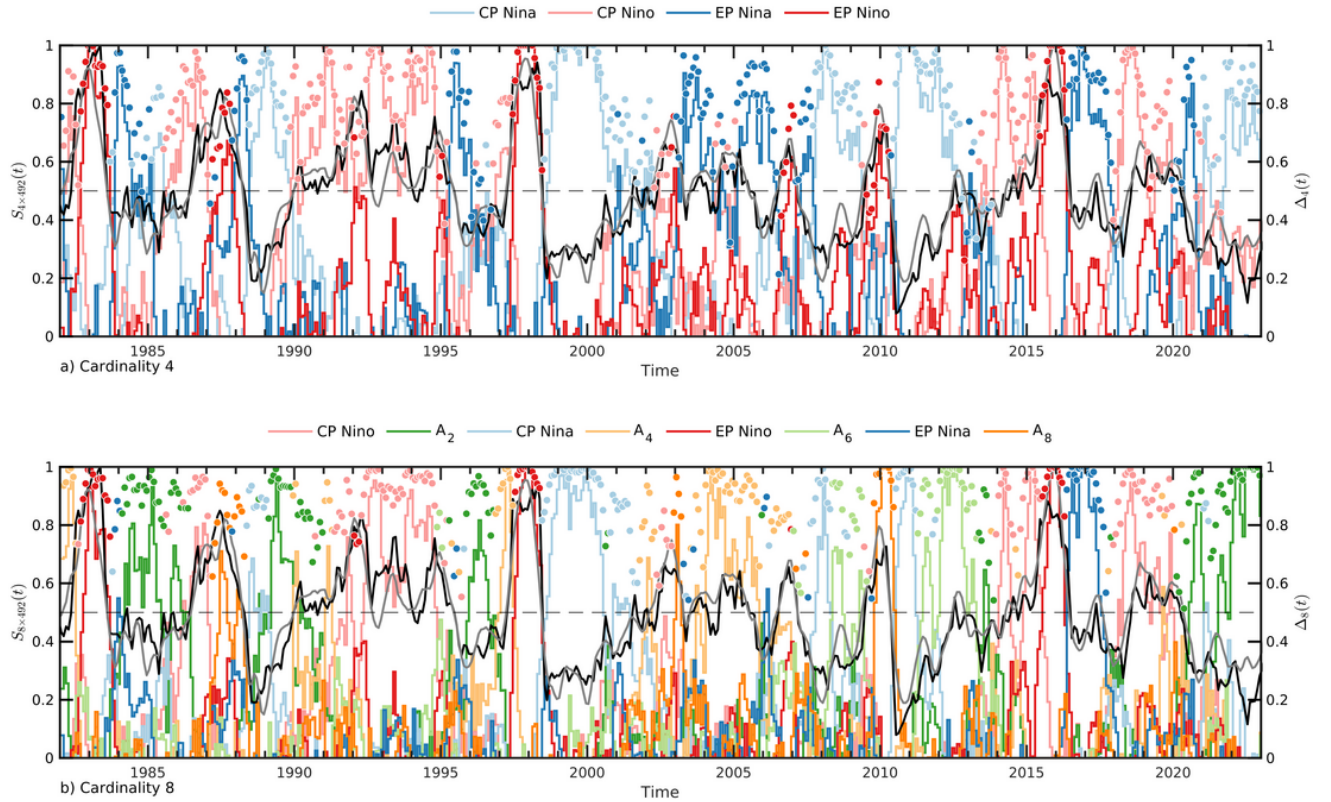 CP Nina CP Nino EP Nina EP Nino
1 1
0.8 0.8
0.6 0.6
0.4 0.4
0.2 0.2
0 0
S4×492(t)
Δ4(t)
1985 1990 1995 2000 2005 2010 2015 2020
a) Cardinality 4
Time
CP Nino A2 CP Nina A4 EP Nino A6 EP Nina A8
1 1
0.8 0.8
0.6 0.6
0.4 0.4
0.2 0.2
0 0
S8×492(t)
Δ8(t)
1985 1990 1995 2000 2005 2010 2015 2020
b) Cardinality 8
Time